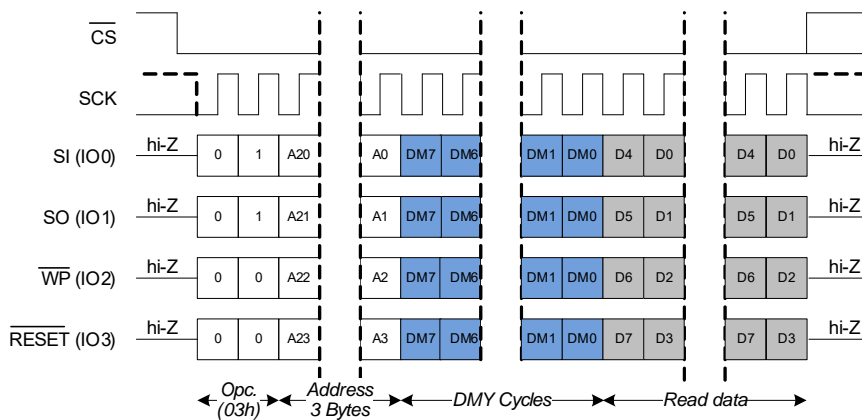 CS
SCK
SI (IO0) hi-Z 0 1 A20 A0 DM7 DM6 DM1 DM0 D4 D0 D4 D0 hi-Z
SO (IO1) hi-Z 0 1 A21 A1 DM7 DM6 DM1 DM0 D5 D1 D5 D1 hi-Z
WP (IO2) hi-Z 0 0 A22 A2 DM7 DM6 DM1 DM0 D6 D2 D6 D2 hi-Z
RESET (IO3) hi-Z 0 0 A23 A3 DM7 DM6 DM1 DM0 D7 D3 D7 D3 hi-Z
Opc. Address DMY Cycles Read data
(03h) 3 Bytes